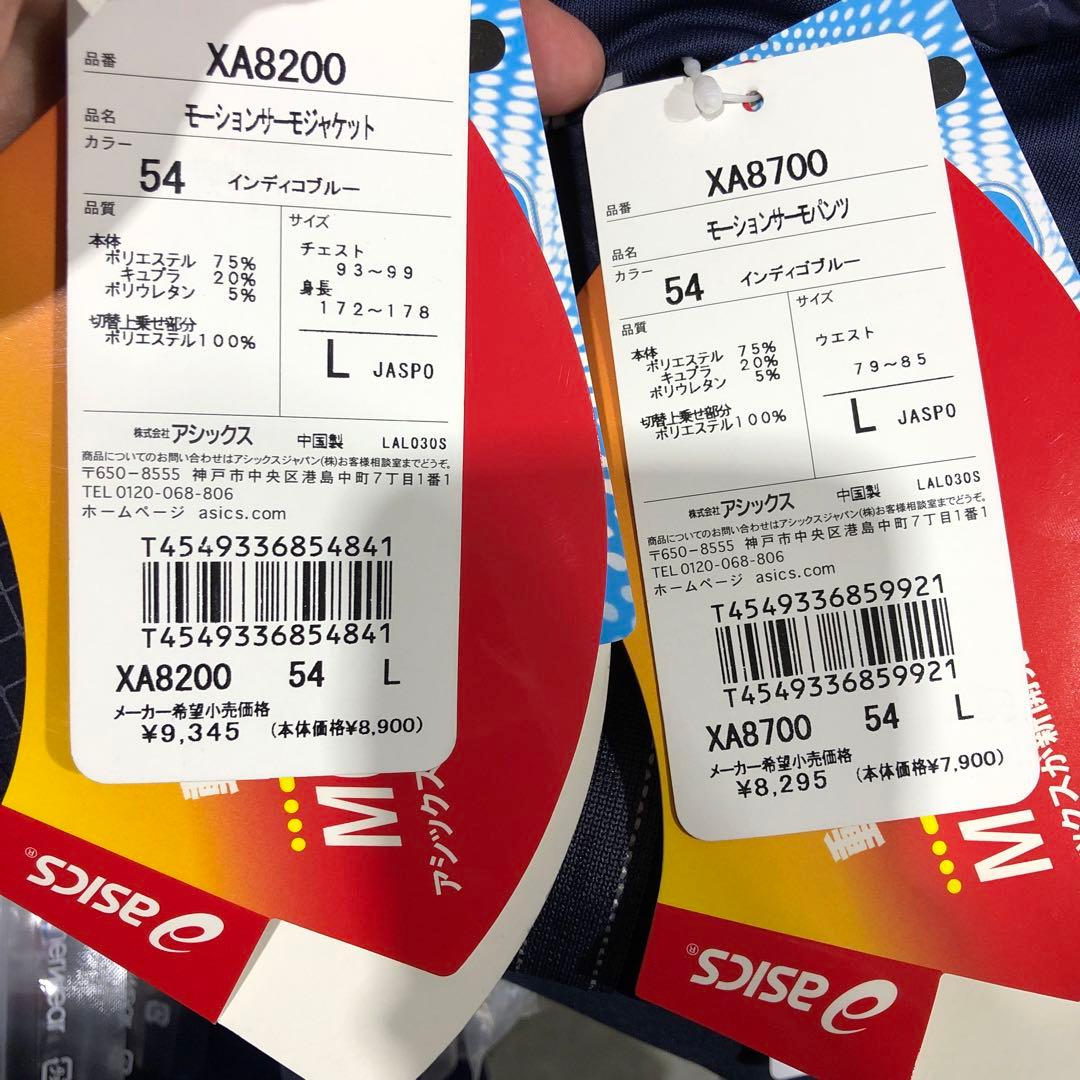 品番 XA8200
品名 モーションサーモジャケット
カラー
54 インディコブルー
品質
本体
ポリエステル 75%
キュプラ 20%
ポリウレタン 5%
切替上乗せ部分
ポリエステル100%
サイズ
チェスト
93～99
身長
172～178
L JASPO
株式会社アシックス 中国製 LAL030S
商品についてのお問い合わせはアシックスジャパン(株)お客様相談室までどうぞ。
〒650-8555 神戸市中央区港島中町7丁目1番1
TEL 0120-068-806
ホームページ asics.com
T4549336854841
T4549336854841
XA8200 54 L
メーカー希望小売価格
¥9,345 (本体価格¥8,900)
M
アシックス
asics®
品番 XA8700
品名 モーションサーモパンツ
カラー 54 インディゴブルー
品質
本体
ポリエステル 75%
キュプラ 20%
ポリウレタン 5%
切替上乗せ部分
ポリエステル100%
サイズ
ウエスト
79～85
L JASPO
株式会社アシックス 中国製 LAL030S
商品についてのお問い合わせはアシックスジャパン(株)お客様相談室までどうぞ。
〒650-8555 神戸市中央区港島中町7丁目1番1
TEL 0120-068-806
ホームページ asics.com
T4549336859921
T4549336859921
XA8700 54 L
メーカー希望小売価格
¥8,295 (本体価格¥7,900)
M
ックスが新開
asics®